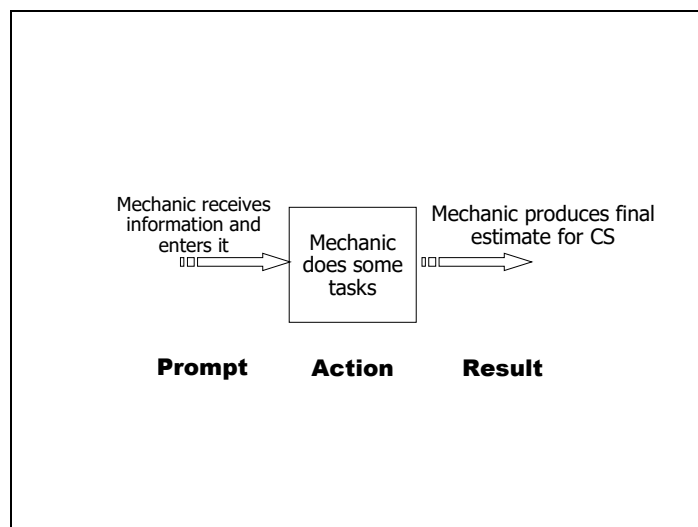 Mechanic receives
information and
enters it
Mechanic
does some
tasks
Mechanic produces final
estimate for CS
Prompt
Action
Result